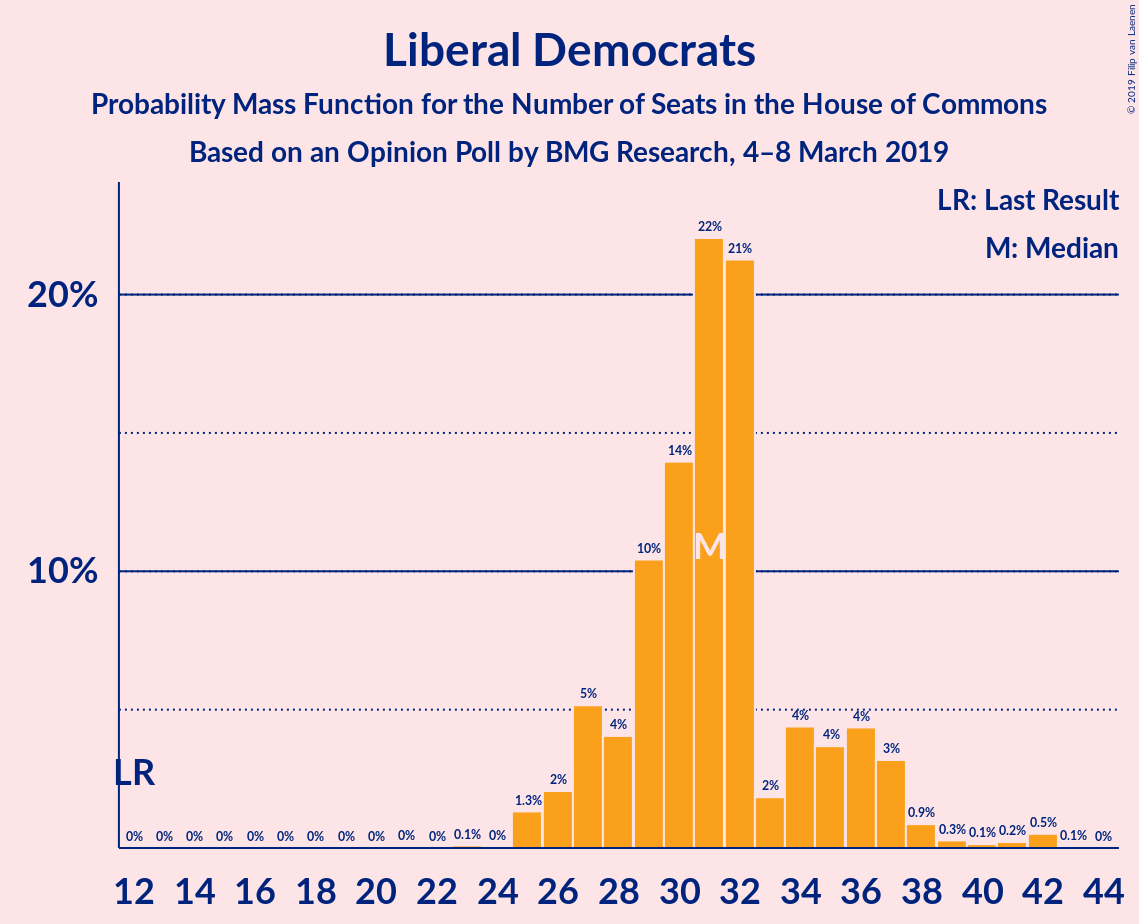 Liberal Democrats
Probability Mass Function for the Number of Seats in the House of Commons
Based on an Opinion Poll by BMG Research, 4–8 March 2019
© 2019 Filip van Laenen
LR: Last Result
M: Median
20%
10%
LR
M
0% 0% 0% 0% 0% 0% 0% 0% 0% 0% 0% 0.1% 0% 1.3% 2% 5% 4% 10% 14% 22% 21% 2% 4% 4% 4% 3% 0.9% 0.3% 0.1% 0.2% 0.5% 0.1% 0%
12 14 16 18 20 22 24 26 28 30 32 34 36 38 40 42 44